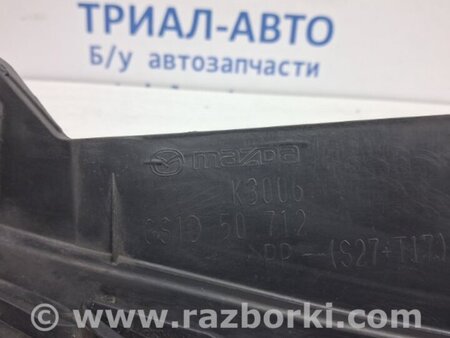 ТРИАЛ-АВТО
Б/у автозапчасти
mazda
K3006
GS1D 50 712
PP-(S27+T17)
© www.razborki.com